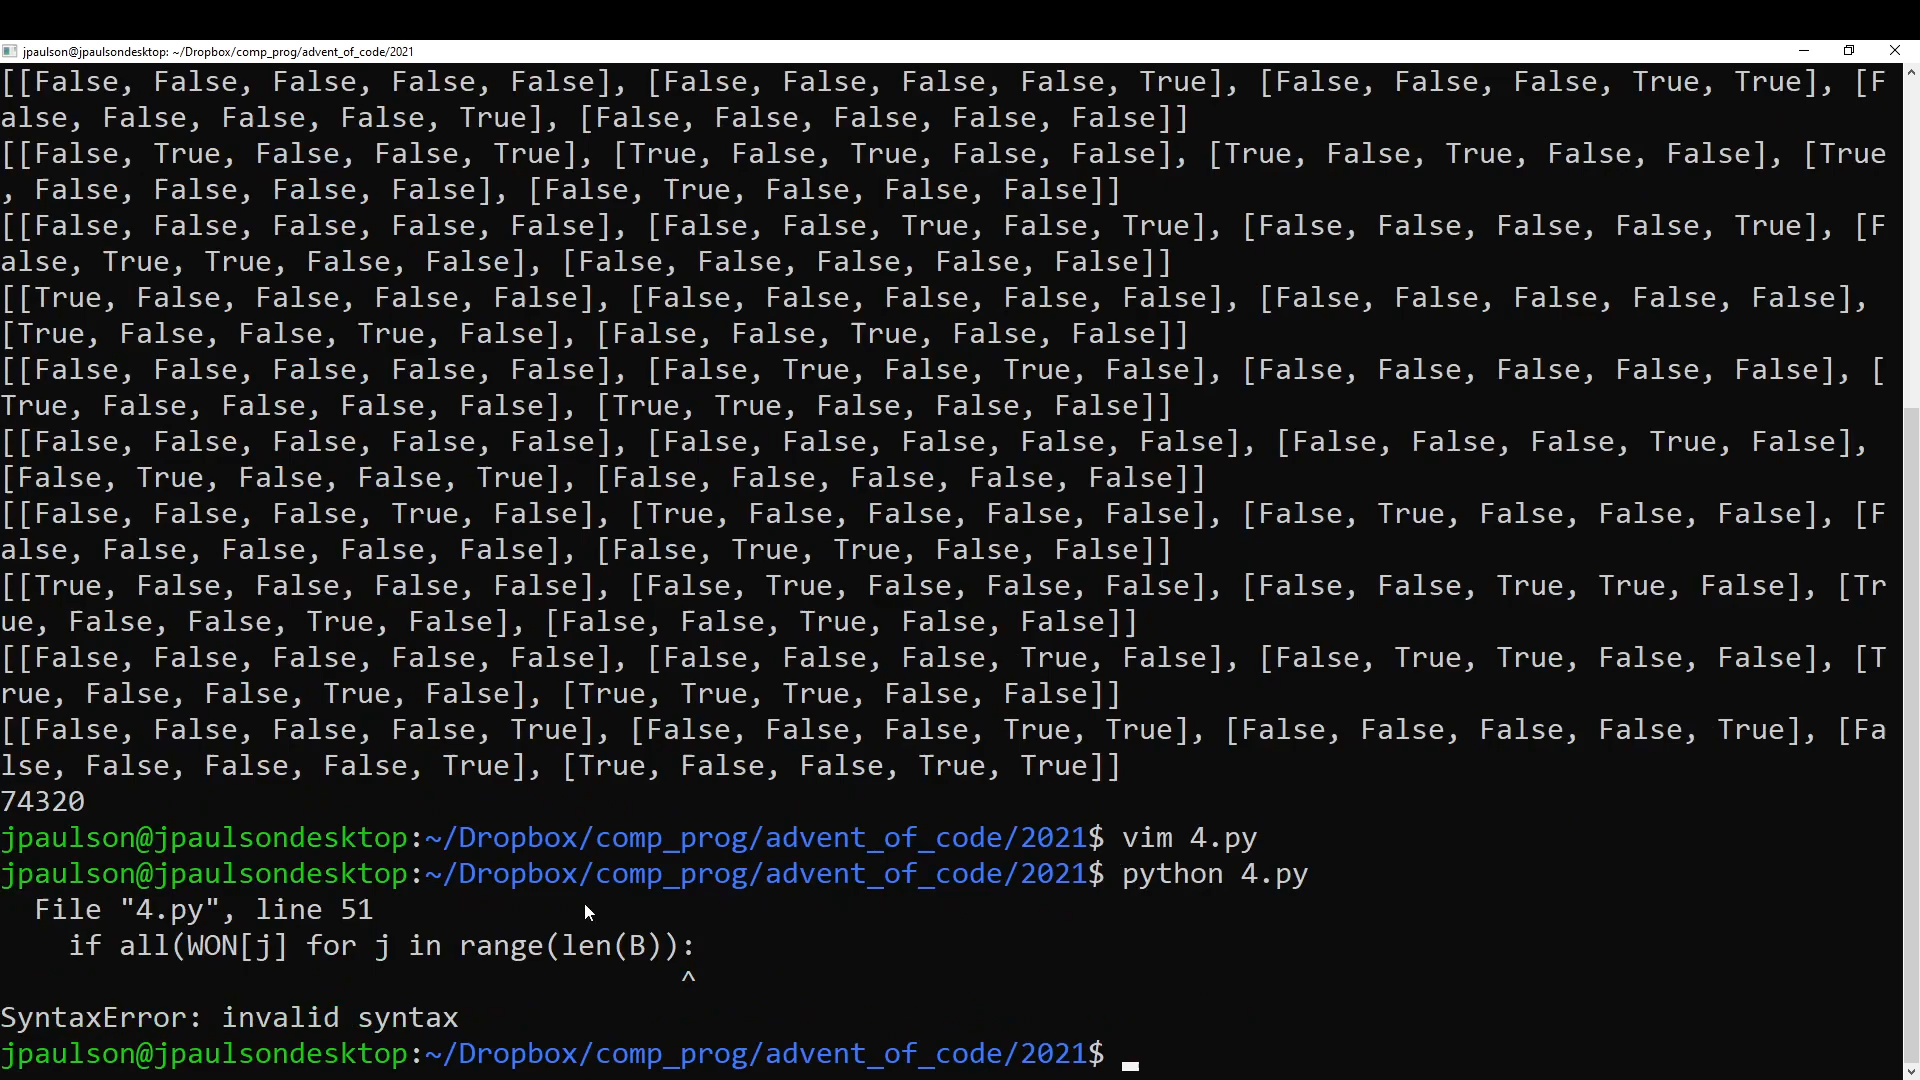 jpaulson@jpaulsondesktop: ~/Dropbox/comp_prog/advent_of_code/2021
[[False, False, False, False, False], [False, False, False, False, True], [False, False, False, True, True], [F
alse, False, False, False, True], [False, False, False, False, False]]
[[False, True, False, False, True], [True, False, True, False, False], [True, False, True, False, False], [True
, False, False, False, False], [False, True, False, False, False]]
[[False, False, False, False, False], [False, False, True, False, True], [False, False, False, False, True], [F
alse, True, True, False, False], [False, False, False, False, False]]
[[True, False, False, False, False], [False, False, False, False, False], [False, False, False, False, False],
[True, False, False, True, False], [False, False, True, False, False]]
[[False, False, False, False, False], [False, True, False, True, False], [False, False, False, False, False], [
True, False, False, False, False], [True, True, False, False, False]]
[[False, False, False, False, False], [False, False, False, False, False], [False, False, False, True, False],
[False, True, False, False, True], [False, False, False, False, False]]
[[False, False, False, True, False], [True, False, False, False, False], [False, True, False, False, False], [F
alse, False, False, False, False], [False, True, True, False, False]]
[[True, False, False, False, False], [False, True, False, False, False], [False, False, True, True, False], [Tr
ue, False, False, True, False], [False, False, True, False, False]]
[[False, False, False, False, False], [False, False, False, True, False], [False, True, True, False, False], [T
rue, False, False, True, False], [True, True, True, False, False]]
[[False, False, False, False, True], [False, False, False, True, True], [False, False, False, False, True], [Fa
lse, False, False, False, True], [True, False, False, True, True]]
74320
jpaulson@jpaulsondesktop:~/Dropbox/comp_prog/advent_of_code/2021$ vim 4.py
jpaulson@jpaulsondesktop:~/Dropbox/comp_prog/advent_of_code/2021$ python 4.py
File "4.py", line 51
if all(WON[j] for j in range(len(B)):
^
SyntaxError: invalid syntax
jpaulson@jpaulsondesktop:~/Dropbox/comp_prog/advent_of_code/2021$